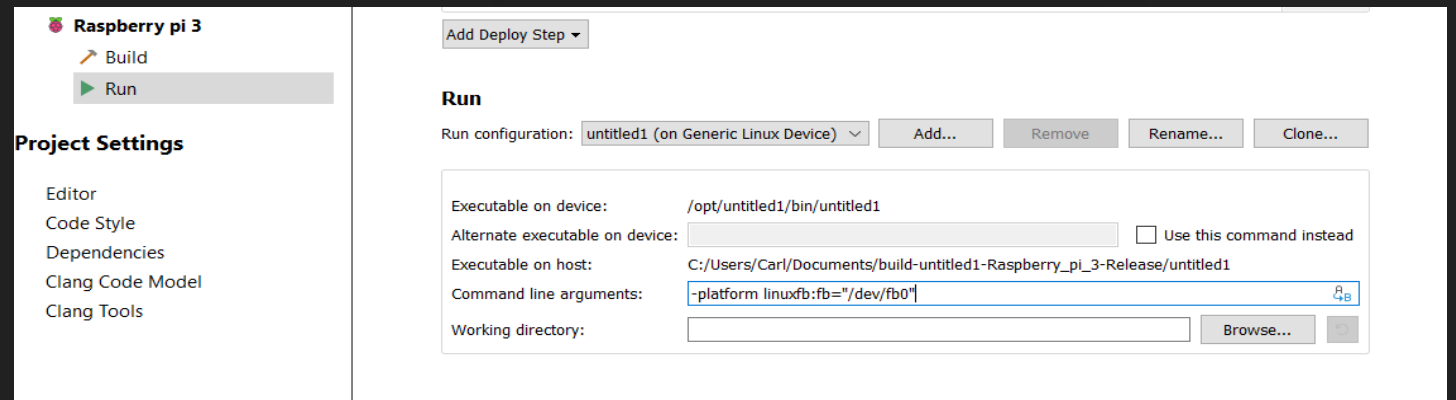 Raspberry pi 3
Build
Run
Project Settings
Editor
Code Style
Dependencies
Clang Code Model
Clang Tools
Add Deploy Step
Run
Run configuration: untitled1 (on Generic Linux Device) Add... Remove Rename... Clone...
Executable on device: /opt/untitled1/bin/untitled1
Alternate executable on device: Use this command instead
Executable on host: C:/Users/Carl/Documents/build-untitled1-Raspberry_pi_3-Release/untitled1
Command line arguments: -platform linuxfb:fb="/dev/fb0"
Working directory: Browse...